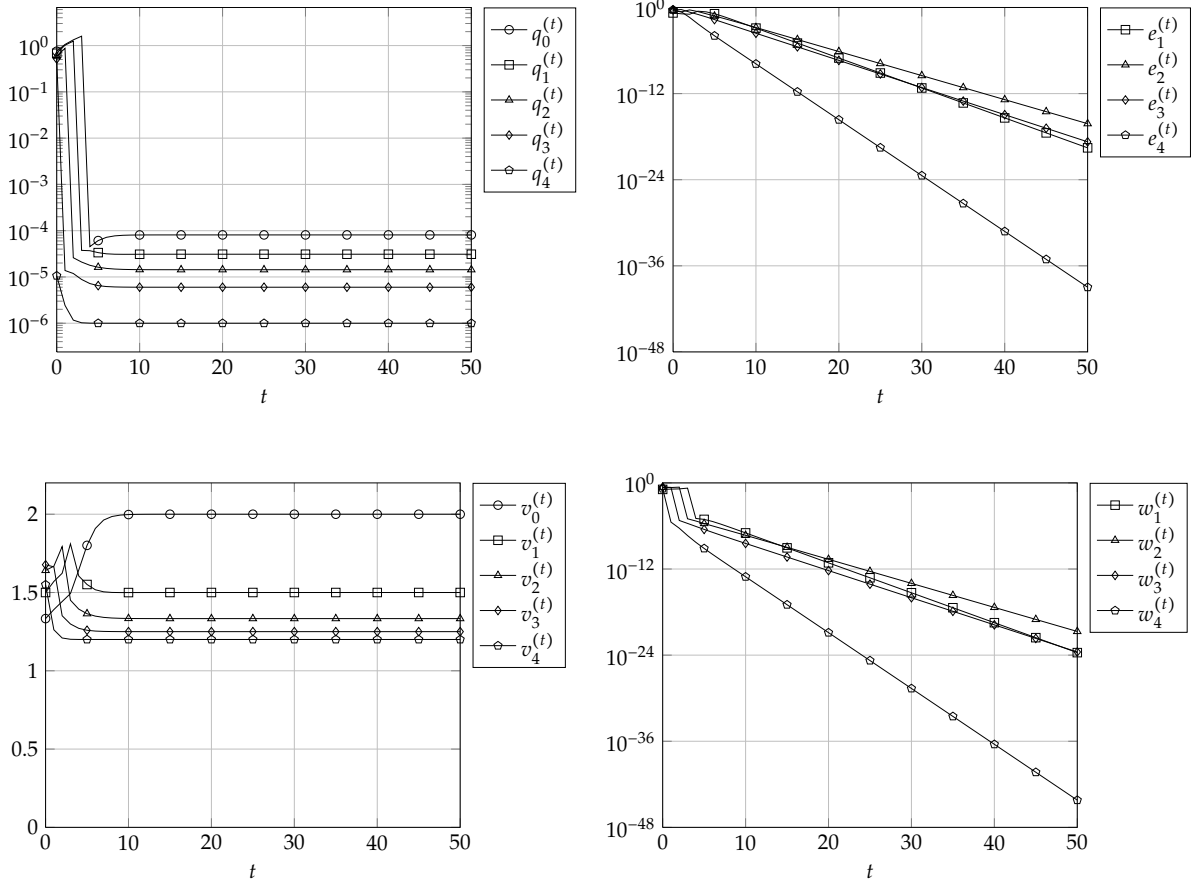 10^0
10^{-1}
10^{-2}
10^{-3}
10^{-4}
10^{-5}
10^{-6}
0 10 20 30 40 50
t
q_0^{(t)}
q_1^{(t)}
q_2^{(t)}
q_3^{(t)}
q_4^{(t)}
10^0
10^{-12}
10^{-24}
10^{-36}
10^{-48}
0 10 20 30 40 50
t
e_1^{(t)}
e_2^{(t)}
e_3^{(t)}
e_4^{(t)}
2
1.5
1
0.5
0
0 10 20 30 40 50
t
v_0^{(t)}
v_1^{(t)}
v_2^{(t)}
v_3^{(t)}
v_4^{(t)}
10^0
10^{-12}
10^{-24}
10^{-36}
10^{-48}
0 10 20 30 40 50
t
w_1^{(t)}
w_2^{(t)}
w_3^{(t)}
w_4^{(t)}